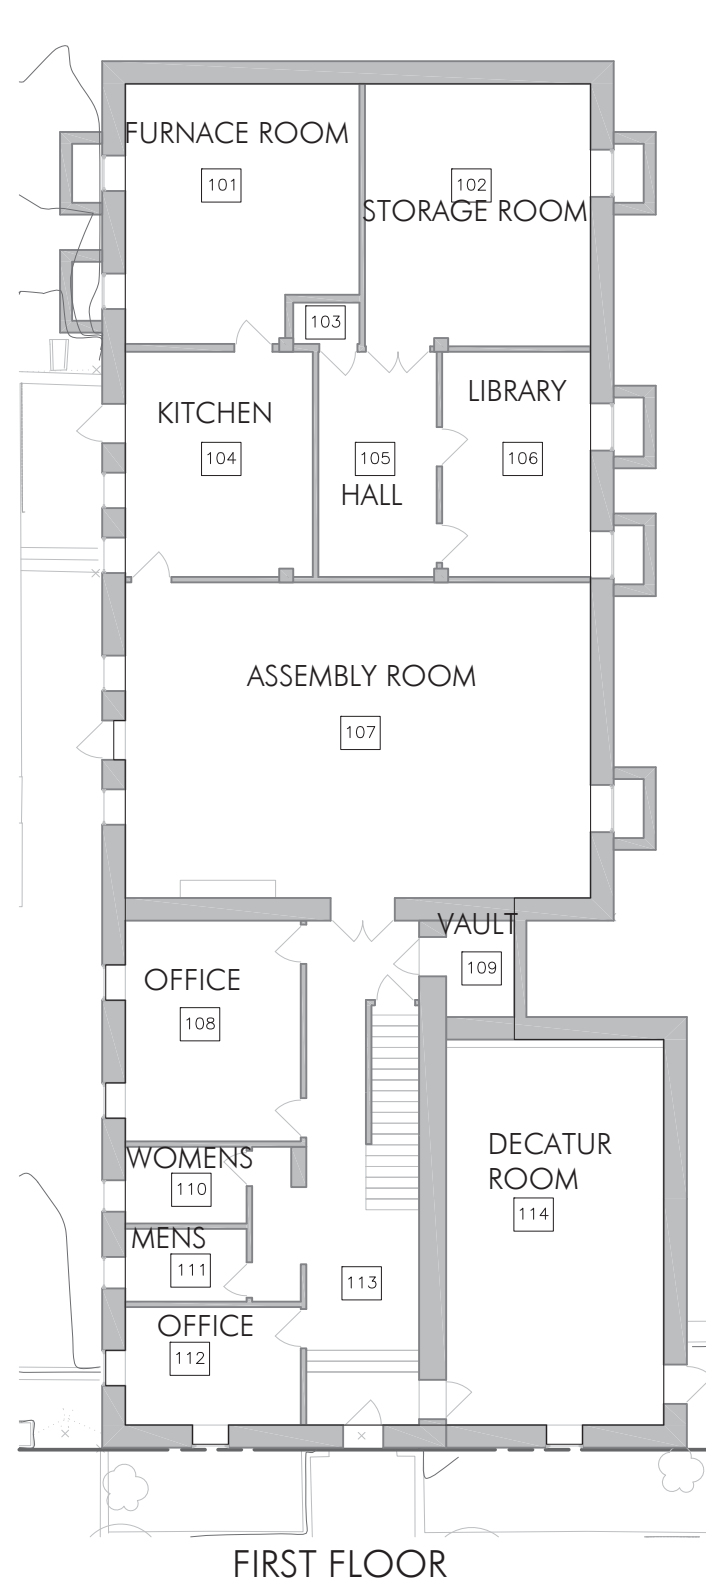 FURNACE ROOM
101
102
STORAGE ROOM
103
KITCHEN
104
105
HALL
LIBRARY
106
ASSEMBLY ROOM
107
VAULT
109
OFFICE
108
WOMENS
110
MENS
111
DECATUR
ROOM
114
113
OFFICE
112
FIRST FLOOR